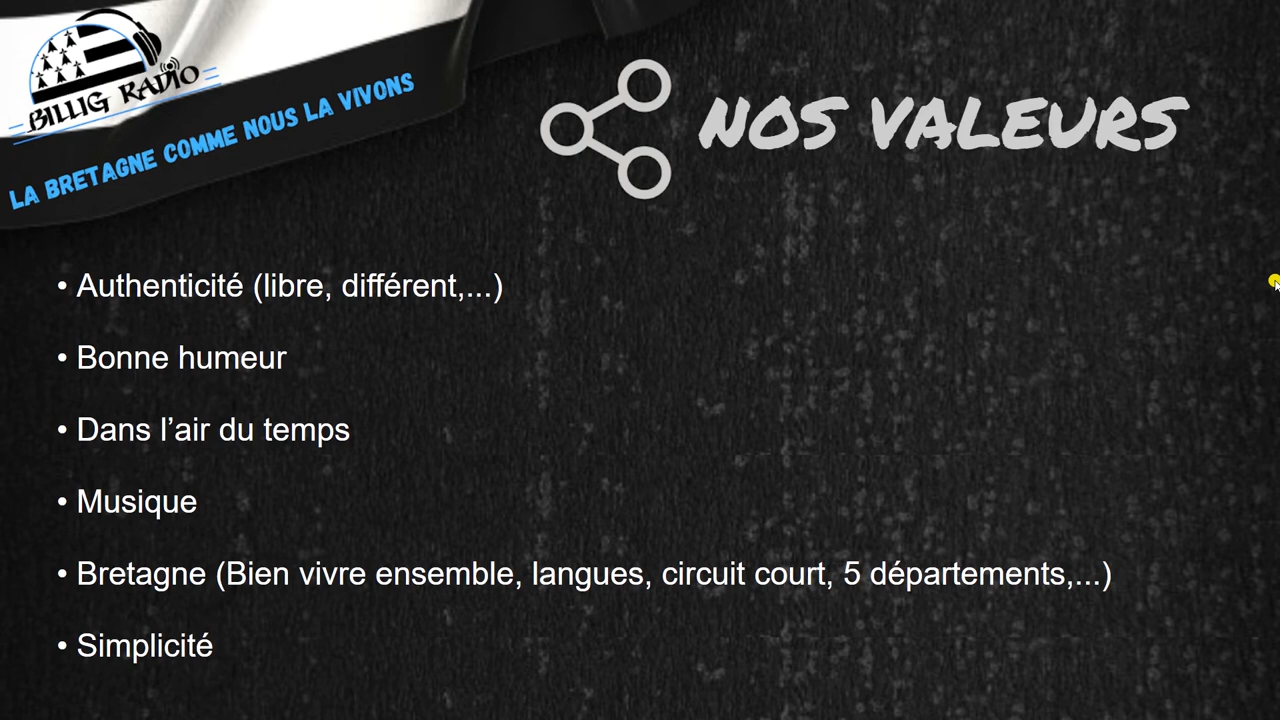 BILLIG RADIO
LA BRETAGNE COMME NOUS LA VIVONS
NOS VALEURS
• Authenticité (libre, différent,...)
• Bonne humeur
• Dans l’air du temps
• Musique
• Bretagne (Bien vivre ensemble, langues, circuit court, 5 départements,...)
• Simplicité